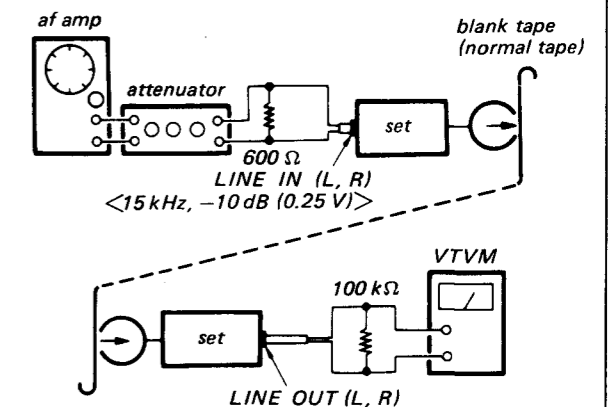 af amp
blank tape
(normal tape)
attenuator
set
600 Ω
LINE IN (L, R)
<15 kHz, −10 dB (0.25 V)>
VTVM
100 kΩ
set
LINE OUT (L, R)